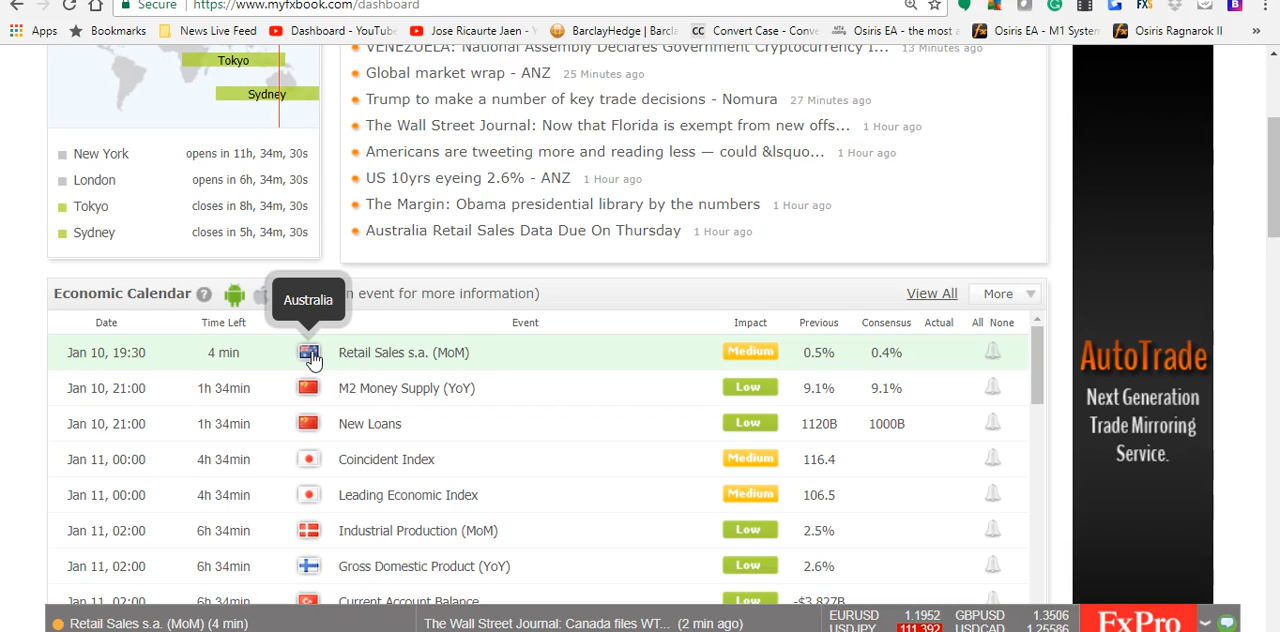 Secure https://www.myfxbook.com/dashboard
Apps Bookmarks News Live Feed Dashboard - YouTube Jose Ricaurte Jaen - BarclayHedge | Barcla CC Convert Case - Conv Osiris EA - the most a Osiris EA - M1 System Osiris Ragnarok II »
Tokyo
Sydney
New York opens in 11h, 34m, 30s
London opens in 6h, 34m, 30s
Tokyo closes in 8h, 34m, 30s
Sydney closes in 5h, 34m, 30s
VENEZUELA: National Assembly Declares Government Cryptocurrency I... 13 Minutes ago
Global market wrap - ANZ 25 Minutes ago
Trump to make a number of key trade decisions - Nomura 27 Minutes ago
The Wall Street Journal: Now that Florida is exempt from new offs... 1 Hour ago
Americans are tweeting more and reading less — could &lsquo... 1 Hour ago
US 10yrs eyeing 2.6% - ANZ 1 Hour ago
The Margin: Obama presidential library by the numbers 1 Hour ago
Australia Retail Sales Data Due On Thursday 1 Hour ago
Economic Calendar ? n event for more information) View All More
Australia
Date Time Left Event Impact Previous Consensus Actual All None
Jan 10, 19:30 4 min Retail Sales s.a. (MoM) Medium 0.5% 0.4%
Jan 10, 21:00 1h 34min M2 Money Supply (YoY) Low 9.1% 9.1%
Jan 10, 21:00 1h 34min New Loans Low 1120B 1000B
Jan 11, 00:00 4h 34min Coincident Index Medium 116.4
Jan 11, 00:00 4h 34min Leading Economic Index Medium 106.5
Jan 11, 02:00 6h 34min Industrial Production (MoM) Low 2.5%
Jan 11, 02:00 6h 34min Gross Domestic Product (YoY) Low 2.6%
Jan 11, 02:00 6h 34min Current Account Balance Low -$3.827B
AutoTrade
Next Generation
Trade Mirroring
Service.
Retail Sales s.a. (MoM) (4 min) The Wall Street Journal: Canada files WT... (2 min ago)
EURUSD 1.1952 GBPUSD 1.3506
USDJPY 111.392 USDCAD 1.25586
FxPro